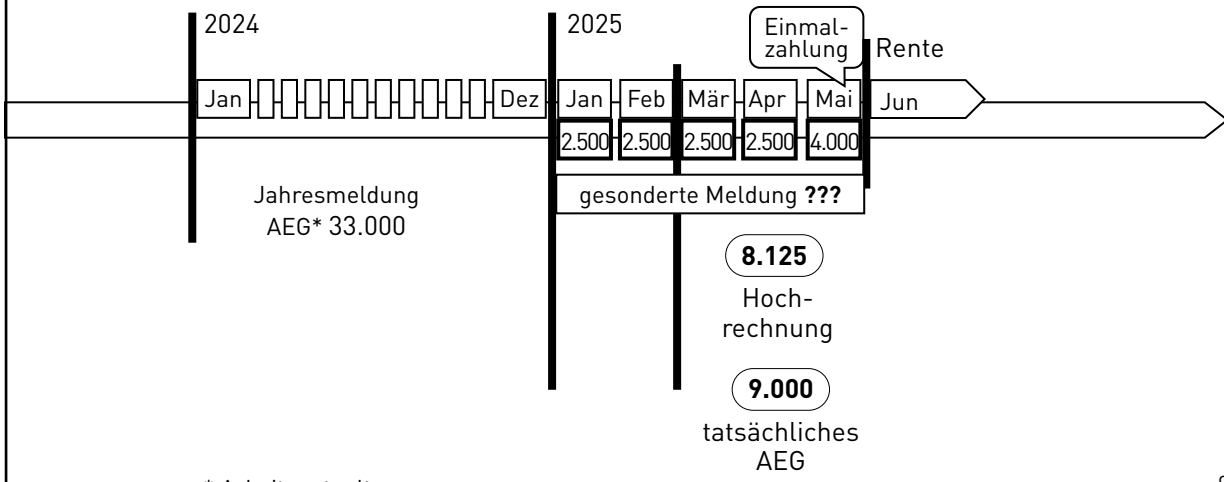 2024
2025
Einmal-
zahlung
Rente
Jan Dez Jan Feb Mär Apr Mai Jun
2.500 2.500 2.500 2.500 4.000
gesonderte Meldung ???
Jahresmeldung
AEG* 33.000
8.125
Hoch-
rechnung
9.000
tatsächliches
AEG